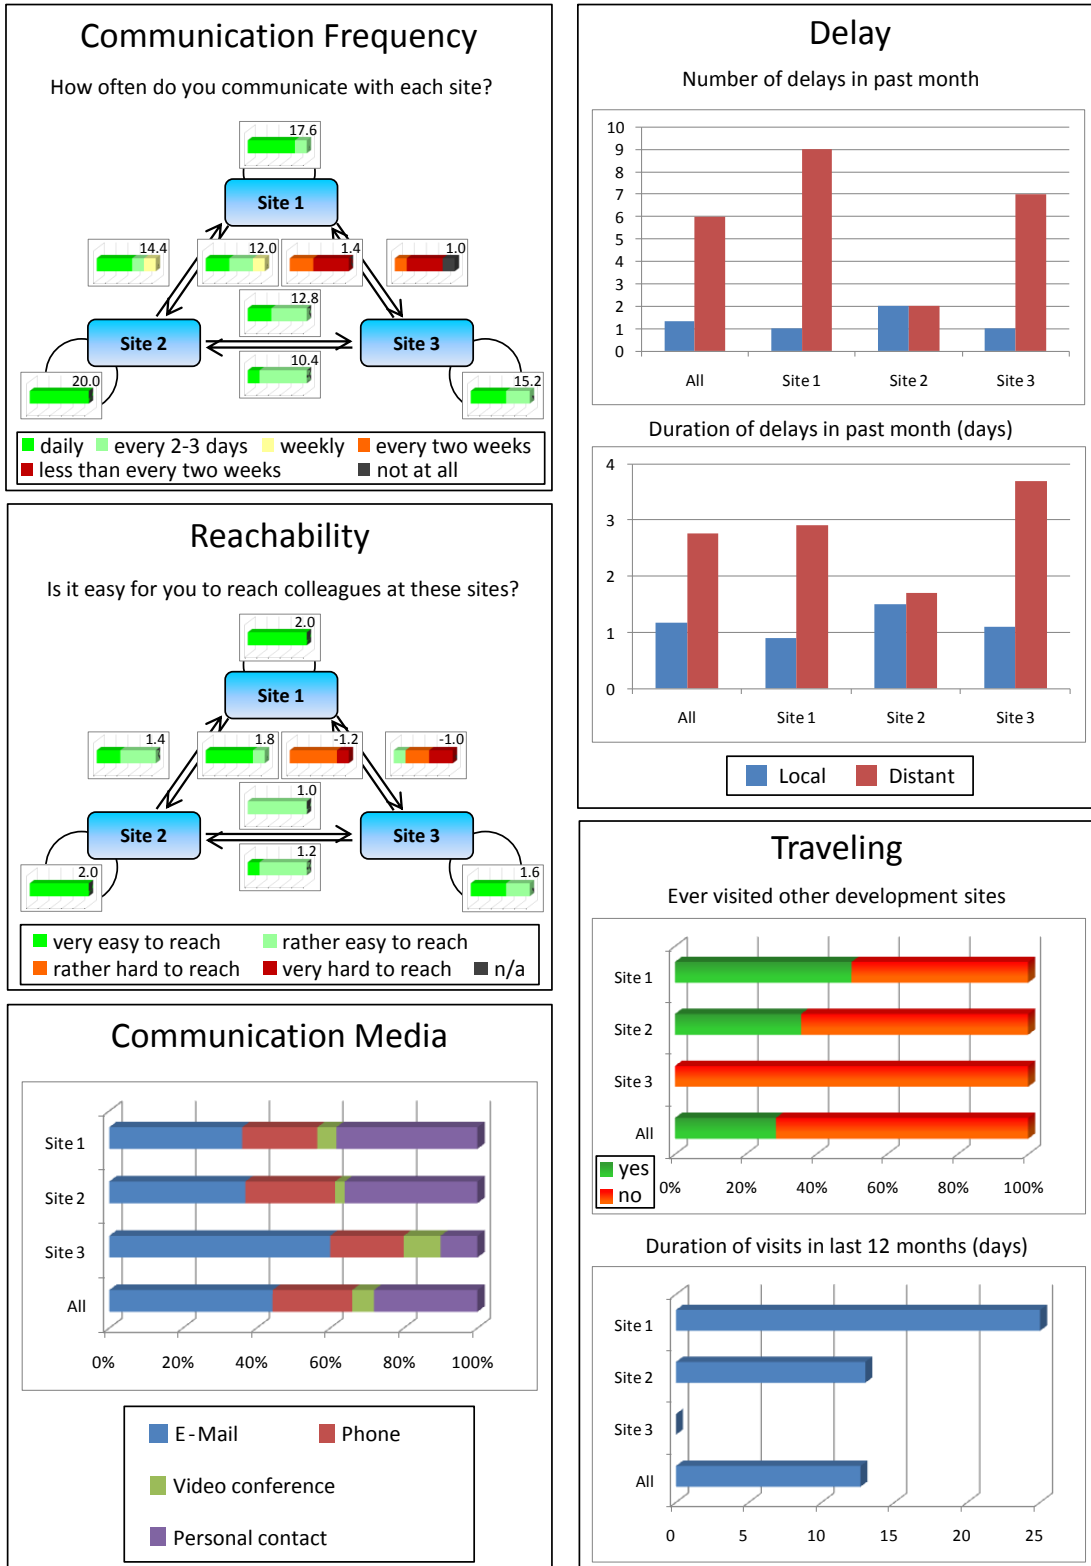 Communication Frequency
How often do you communicate with each site?
17.6
Site 1
14.4
12.0
1.4
1.0
12.8
Site 2
Site 3
10.4
20.0
15.2
daily every 2-3 days weekly every two weeks
less than every two weeks not at all
Reachability
Is it easy for you to reach colleagues at these sites?
2.0
Site 1
1.4
1.8
-1.2
-1.0
1.0
Site 2
Site 3
1.2
2.0
1.6
very easy to reach rather easy to reach
rather hard to reach very hard to reach n/a
Communication Media
Site 1
Site 2
Site 3
All
0% 20% 40% 60% 80% 100%
E-Mail Phone
Video conference
Personal contact
Delay
Number of delays in past month
10
9
8
7
6
5
4
3
2
1
0
All Site 1 Site 2 Site 3
Duration of delays in past month (days)
4
3
2
1
0
All Site 1 Site 2 Site 3
Local Distant
Traveling
Ever visited other development sites
Site 1
Site 2
Site 3
All
yes
no
0% 20% 40% 60% 80% 100%
Duration of visits in last 12 months (days)
Site 1
Site 2
Site 3
All
0 5 10 15 20 25